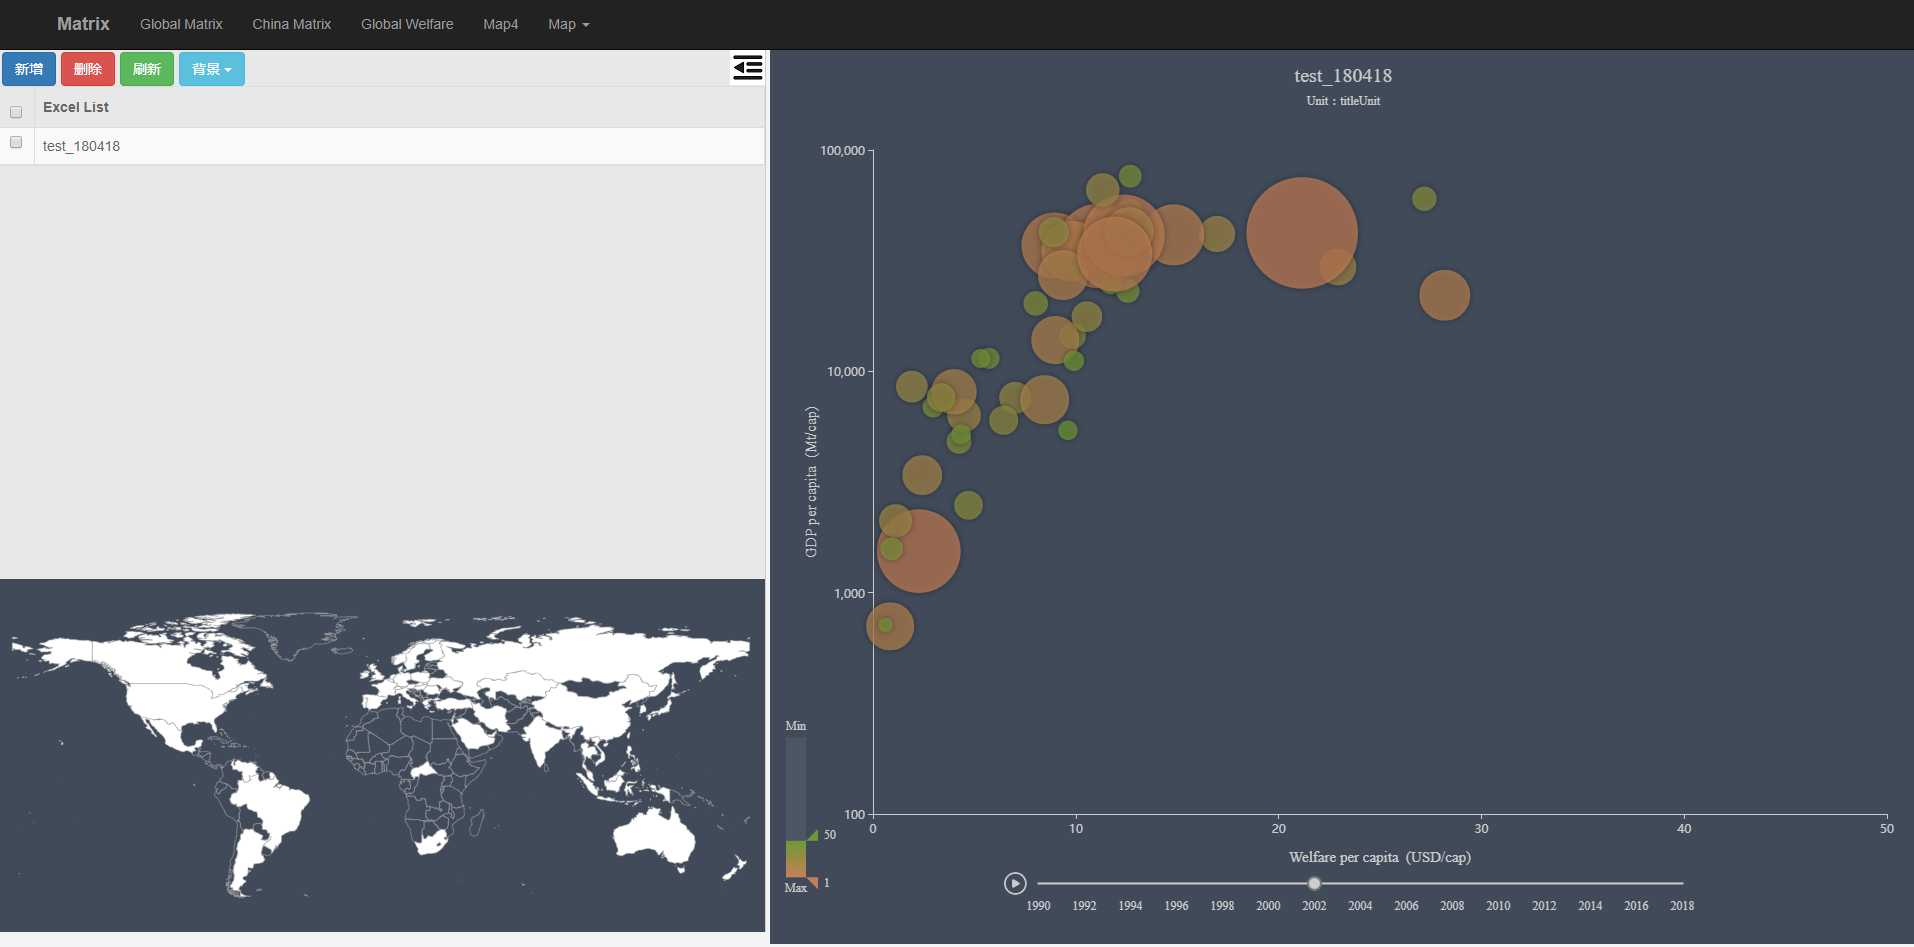 Matrix Global Matrix China Matrix Global Welfare Map4 Map
新增 删除 刷新 背景
Excel List
test_180418
test_180418
Unit : titleUnit
100,000
10,000
1,000
100
GDP per capita (Mt/cap)
0 10 20 30 40 50
Welfare per capita (USD/cap)
Min
50
Max 1
1990 1992 1994 1996 1998 2000 2002 2004 2006 2008 2010 2012 2014 2016 2018